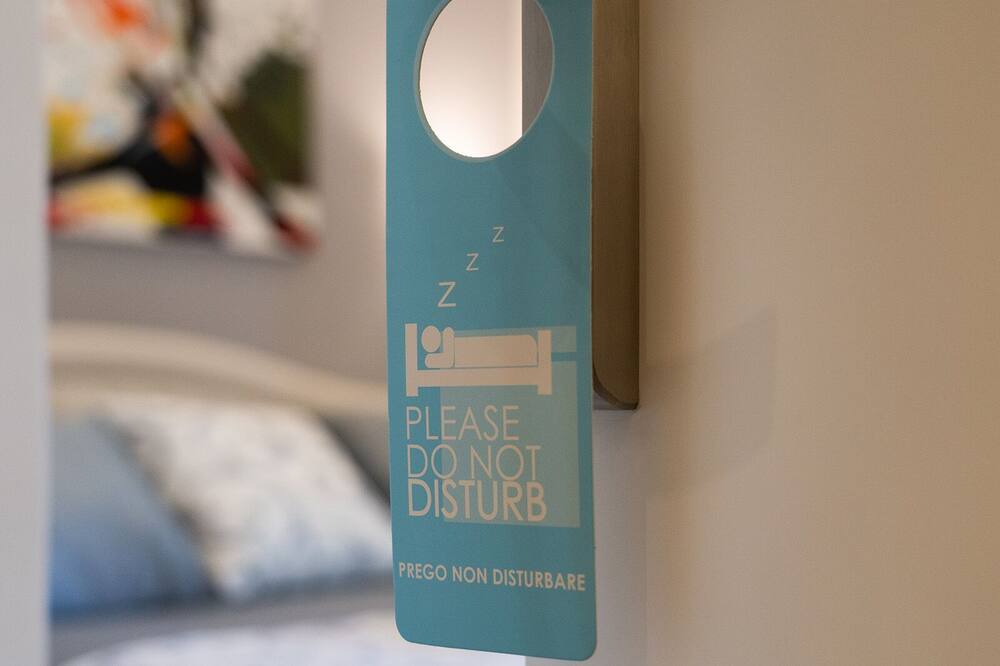 z
z
z
PLEASE
DO NOT
DISTURB
PREGO NON DISTURBARE